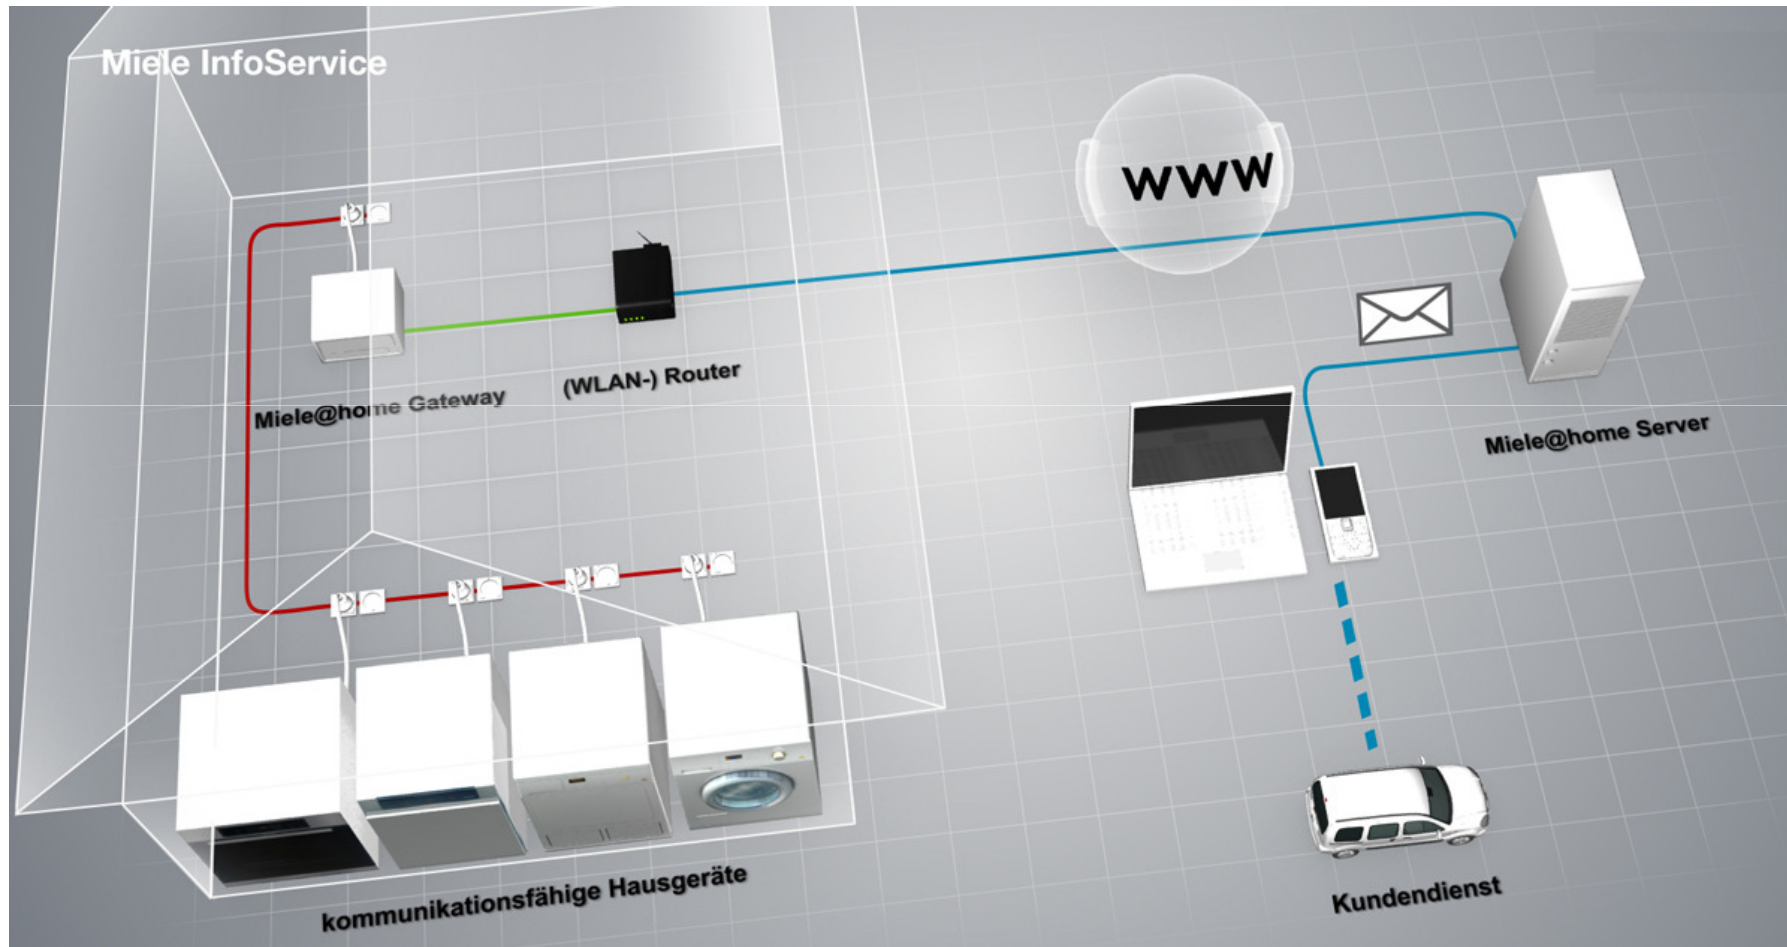 Miele InfoService
www
(WLAN-) Router
Miele@home Gateway
Miele@home Server
kommunikationsfähige Hausgeräte
Kundendienst